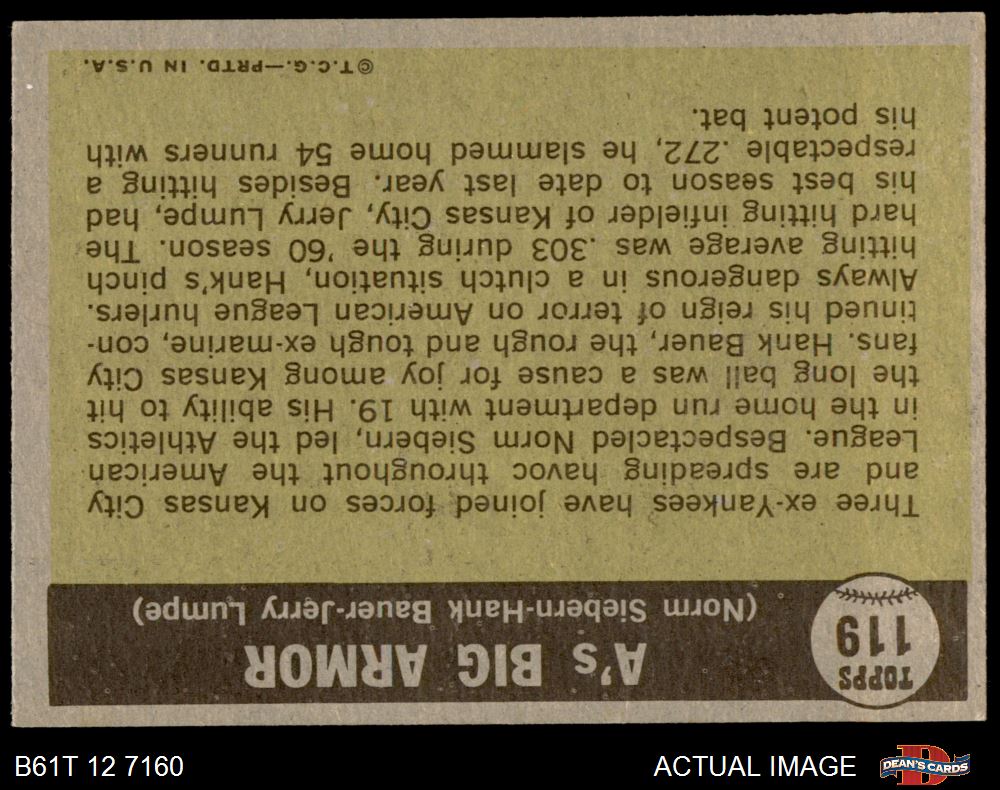 TOPPS
119
A's BIG ARMOR
(Norm Siebern-Hank Bauer-Jerry Lumpe)
Three ex-Yankees have joined forces on Kansas City
and are spreading havoc throughout the American
League. Bespectacled Norm Siebern, led the Athletics
in the home run department with 19. His ability to hit
the long ball was a cause for joy among Kansas City
fans. Hank Bauer, the rough and tough ex-marine, con-
tinued his reign of terror on American League hurlers.
Always dangerous in a clutch situation, Hank's pinch
hitting average was .303 during the '60 season. The
hard hitting infielder of Kansas City, Jerry Lumpe, had
his best season to date last year. Besides hitting a
respectable .272, he slammed home 54 runners with
his potent bat.
©T.C.G.—PRTD. IN U.S.A.
B61T 12 7160
ACTUAL IMAGE
DEAN'S CARDS